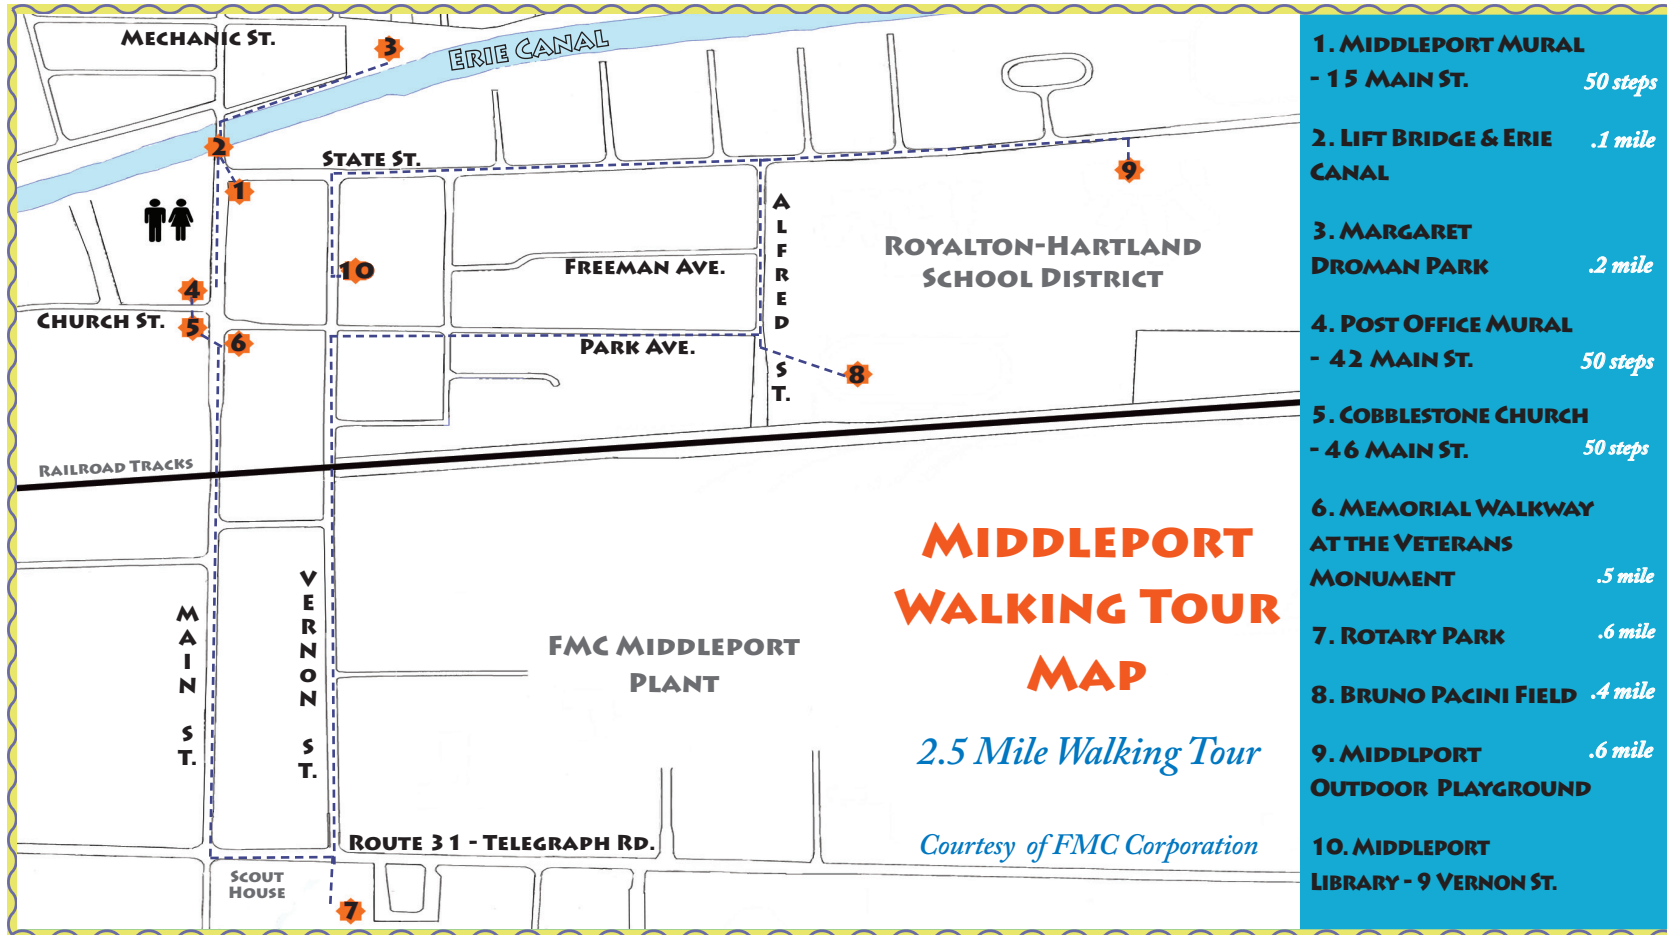 Mechanic St.
3
Erie Canal
2
State St.
1
9
Alfred St.
Royalton-Hartland
School District
Freeman Ave.
10
4
Church St.
5
6
Park Ave.
8
Railroad Tracks
Main St.
Vernon St.
FMC Middleport
Plant
Middleport
Walking Tour
Map
2.5 Mile Walking Tour
Courtesy of FMC Corporation
Route 31 - Telegraph Rd.
Scout
House
7
1. Middleport Mural
- 15 Main St. 50 steps
2. Lift Bridge & Erie .1 mile
Canal
3. Margaret
Droman Park .2 mile
4. Post Office Mural
- 42 Main St. 50 steps
5. Cobblestone Church
- 46 Main St. 50 steps
6. Memorial Walkway
at the Veterans
Monument .5 mile
7. Rotary Park .6 mile
8. Bruno Pacini Field .4 mile
9. Middlport .6 mile
Outdoor Playground
10. Middleport
Library - 9 Vernon St.